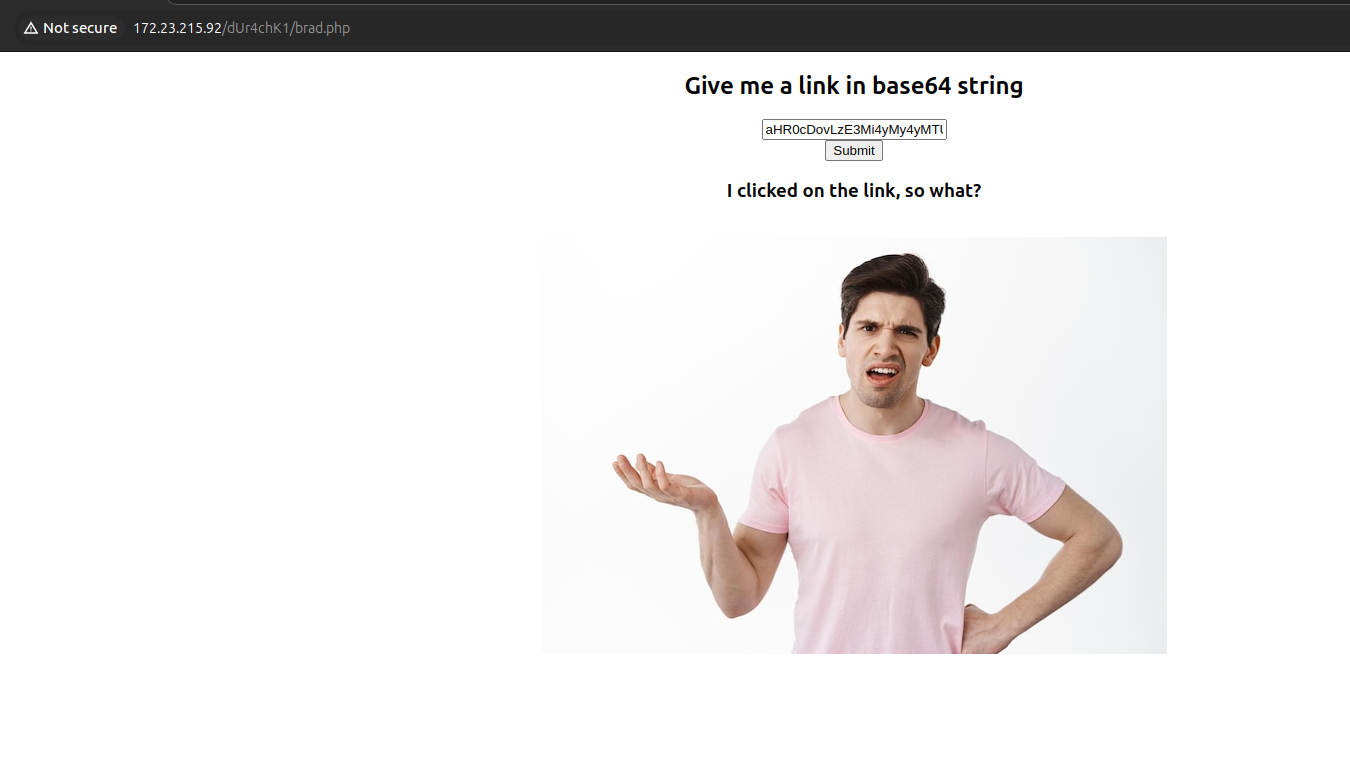 Not secure 172.23.215.92/dUr4chK1/brad.php
Give me a link in base64 string
aHR0cDovLzE3Mi4yMy4yMTU
Submit
I clicked on the link, so what?